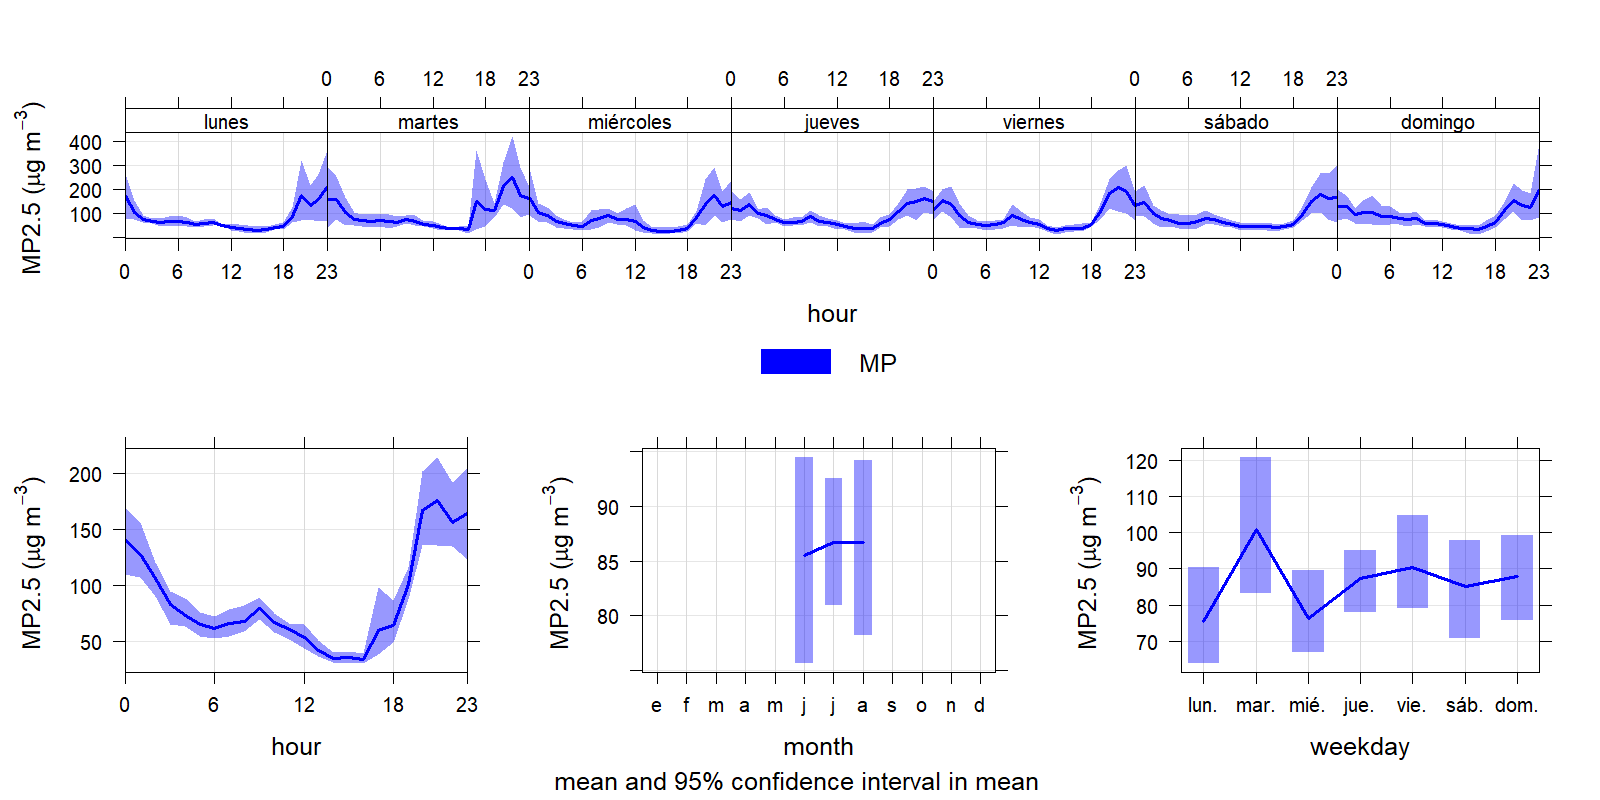 0 6 12 18 23 0 6 12 18 23 0 6 12 18 23
lunes martes miércoles jueves viernes sábado domingo
MP2.5 (μg m⁻³)
400
300
200
100
0 6 12 18 23 0 6 12 18 23 0 6 12 18 23 0 6 12 18 23
hour
MP
MP2.5 (μg m⁻³)
200
150
100
50
0 6 12 18 23
hour
MP2.5 (μg m⁻³)
90
85
80
e f m a m j j a s o n d
month
MP2.5 (μg m⁻³)
120
110
100
90
80
70
lun. mar. mié. jue. vie. sáb. dom.
weekday
mean and 95% confidence interval in mean